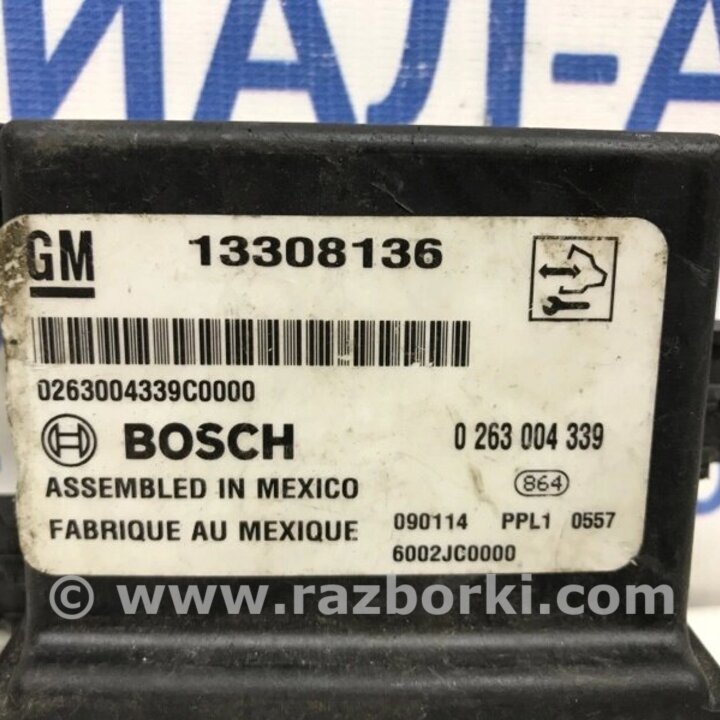 ИАЛ-А
GM 13308136
0263004339C0000
BOSCH 0 263 004 339
ASSEMBLED IN MEXICO 864
FABRIQUE AU MEXIQUE 090114 PPL1 0557
6002JC0000
© www.razborki.com